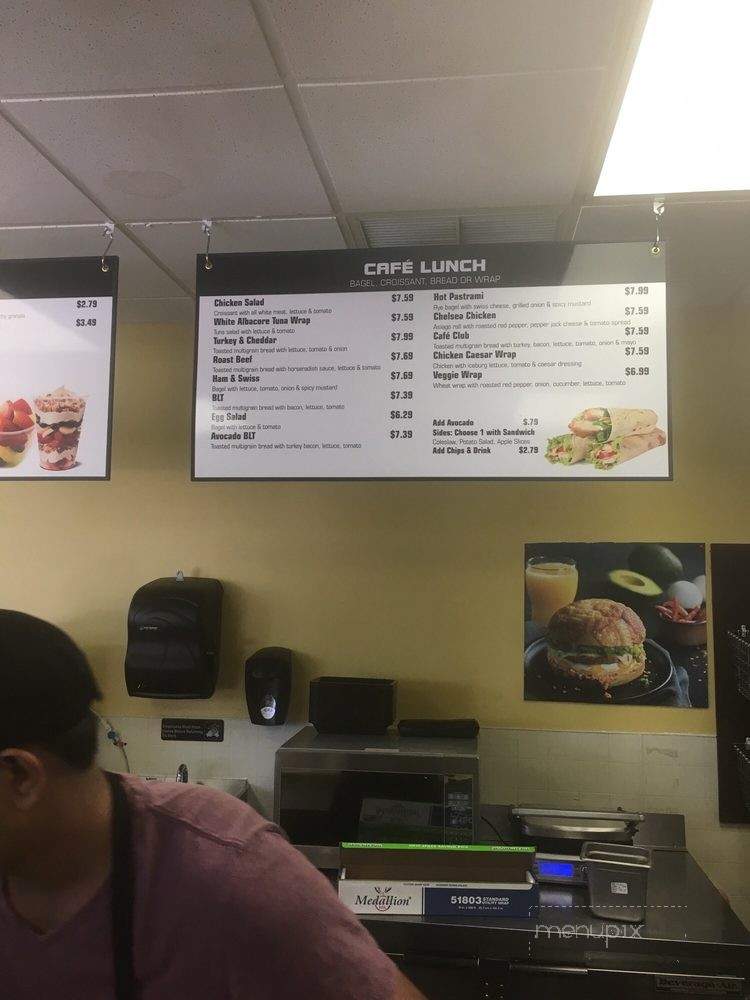 $2.79
$3.49
CAFÉ LUNCH
BAGEL, CROISSANT, BREAD OR WRAP
Chicken Salad $7.59
Croissant with all white meat, lettuce & tomato
White Albacore Tuna Wrap $7.59
Tuna salad with lettuce & tomato
Turkey & Cheddar $7.99
Toasted multigrain bread with lettuce, tomato & onion
Roast Beef $7.69
Toasted multigrain bread with horseradish sauce, lettuce & tomato
Ham & Swiss $7.69
Bagel with lettuce, tomato, onion & spicy mustard
BLT $7.39
Toasted multigrain bread with bacon, lettuce, tomato
Egg Salad $6.29
Bagel with lettuce & tomato
Avocado BLT $7.39
Toasted multigrain bread with turkey bacon, lettuce, tomato
Hot Pastrami $7.99
Rye bagel with swiss cheese, grilled onion & spicy mustard
Chelsea Chicken $7.59
Asiago roll with roasted red pepper, pepper jack cheese & tomato spread
Café Club $7.59
Toasted multigrain bread with turkey, bacon, lettuce, tomato, onion & mayo
Chicken Caesar Wrap $7.59
Chicken with iceburg lettuce, tomato & caesar dressing
Veggie Wrap $6.99
Wheat wrap with roasted red pepper, onion, cucumber, lettuce, tomato
Add Avocado $.79
Sides: Choose 1 with Sandwich
Coleslaw, Potato Salad, Apple Slices
Add Chips & Drink $2.79
Medallion
51803 STANDARD
UTILITY WRAP
menupix
Beverage-Air